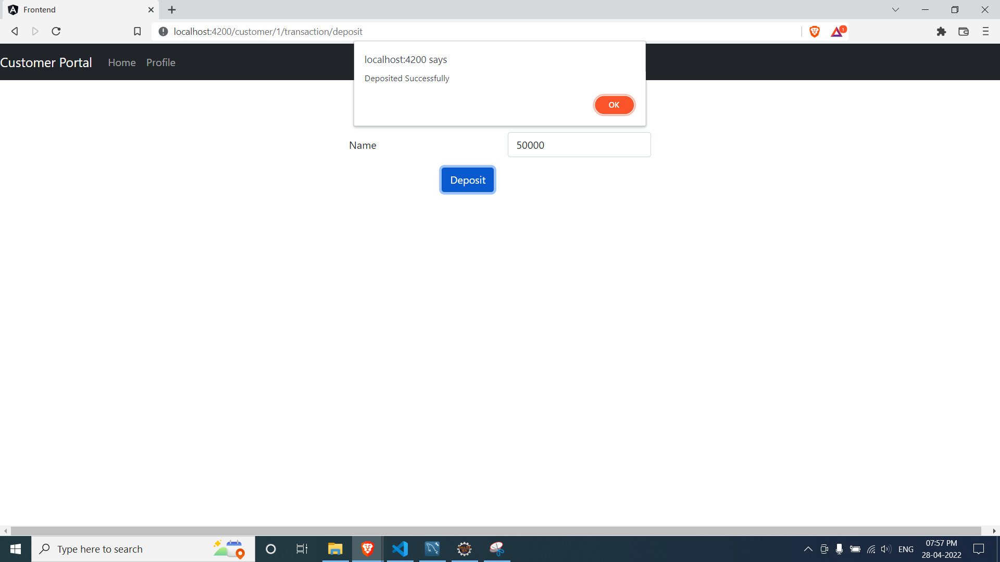 Frontend
localhost:4200/customer/1/transaction/deposit
1
Customer Portal Home Profile
localhost:4200 says
Deposited Successfully
OK
Name 50000
Deposit
Type here to search
ENG
07:57 PM
28-04-2022